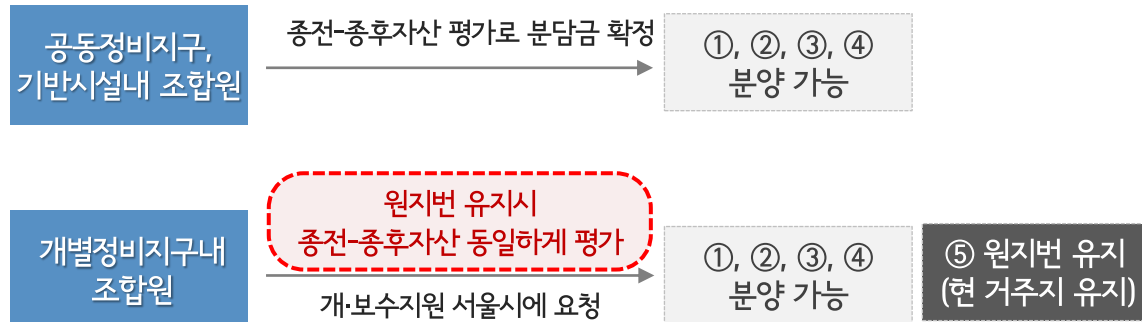 공동정비지구,
기반시설내 조합원
종전-종후자산 평가로 분담금 확정
①, ②, ③, ④
분양 가능
개별정비지구내
조합원
원지번 유지시
종전-종후자산 동일하게 평가
개·보수지원 서울시에 요청
①, ②, ③, ④
분양 가능
⑤ 원지번 유지
(현 거주지 유지)